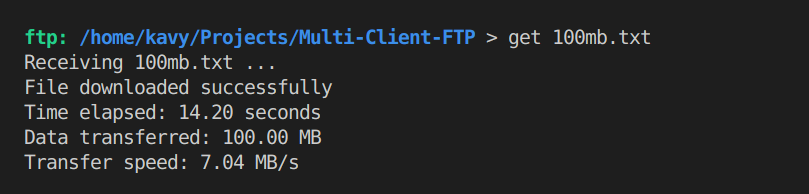 ftp: /home/kavy/Projects/Multi-Client-FTP > get 100mb.txt
Receiving 100mb.txt ...
File downloaded successfully
Time elapsed: 14.20 seconds
Data transferred: 100.00 MB
Transfer speed: 7.04 MB/s